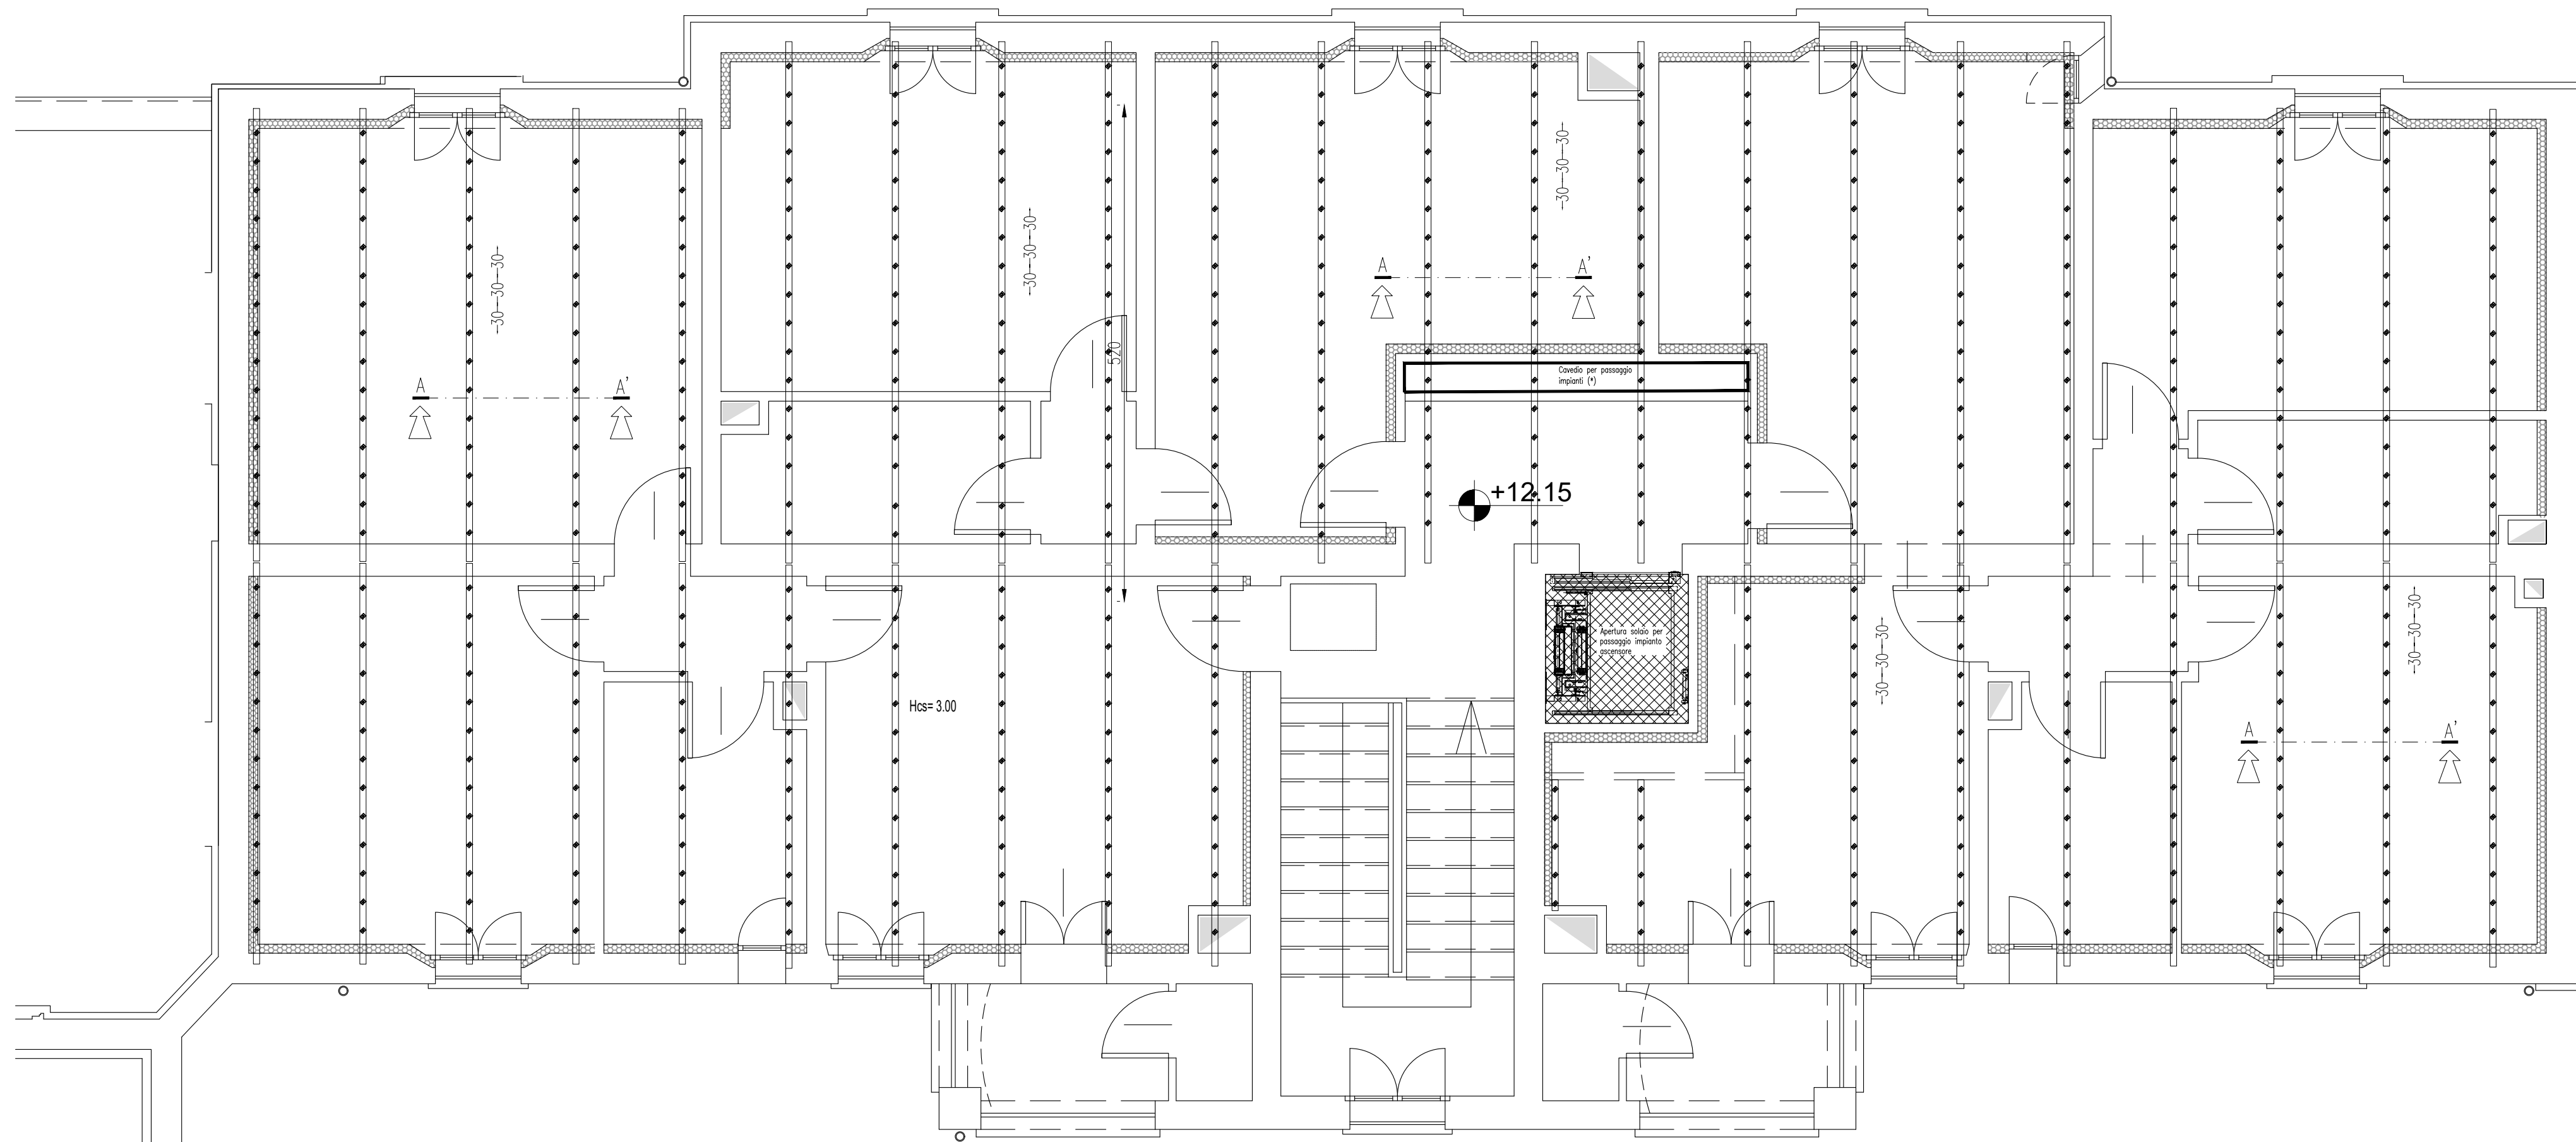 -30-30-30-
-30-30-30-
-30-30-30-
A A'
520
Cavedio per passaggio
impianti (*)
A A'
+12.15
Apertura solaio per
passaggio impianto
ascensore
-30-30-30-
-30-30-30-
Hcs= 3.00
A A'